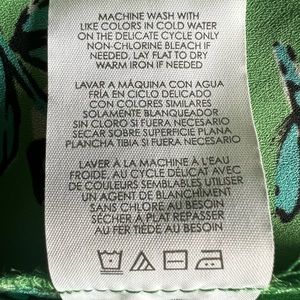 MACHINE WASH WITH
LIKE COLORS IN COLD WATER
ON THE DELICATE CYCLE ONLY
NON-CHLORINE BLEACH IF
NEEDED, LAY FLAT TO DRY
WARM IRON IF NEEDED
LAVAR A MÁQUINA CON AGUA
FRÍA EN CICLO DELICADO
CON COLORES SIMILARES
SOLAMENTE BLANQUEADOR
SIN CLORO SI FUERA NECESARIO
SECAR SOBRE SUPERFICIE PLANA
PLANCHA TIBIA SI FUERA NECESARIO
LAVER À LA MACHINE À L'EAU
FROIDE, AU CYCLE DÉLICAT AVEC
DE COULEURS SEMBLABLES UTILISER
UN AGENT DE BLANCHIMENT
SANS CHLORE AU BESOIN
SÉCHER À PLAT REPASSER
AU FER TIÈDE AU BESOIN